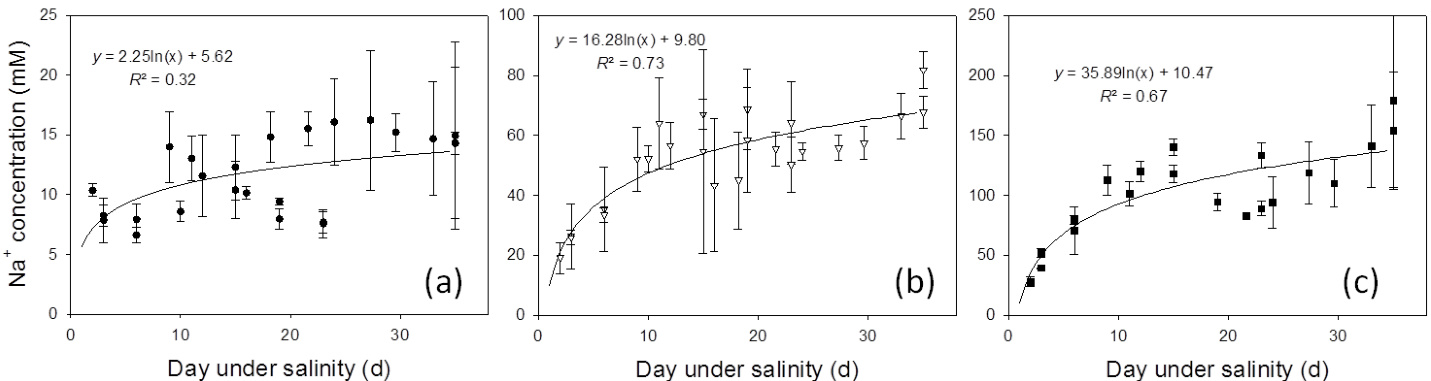 Na⁺ concentration (mM)
25
20
15
10
5
0
y = 2.25ln(x) + 5.62
R² = 0.32
(a)
0
10
20
30
Day under salinity (d)
100
80
60
40
20
0
y = 16.28ln(x) + 9.80
R² = 0.73
(b)
0
10
20
30
Day under salinity (d)
250
200
150
100
50
0
y = 35.89ln(x) + 10.47
R² = 0.67
(c)
0
10
20
30
Day under salinity (d)